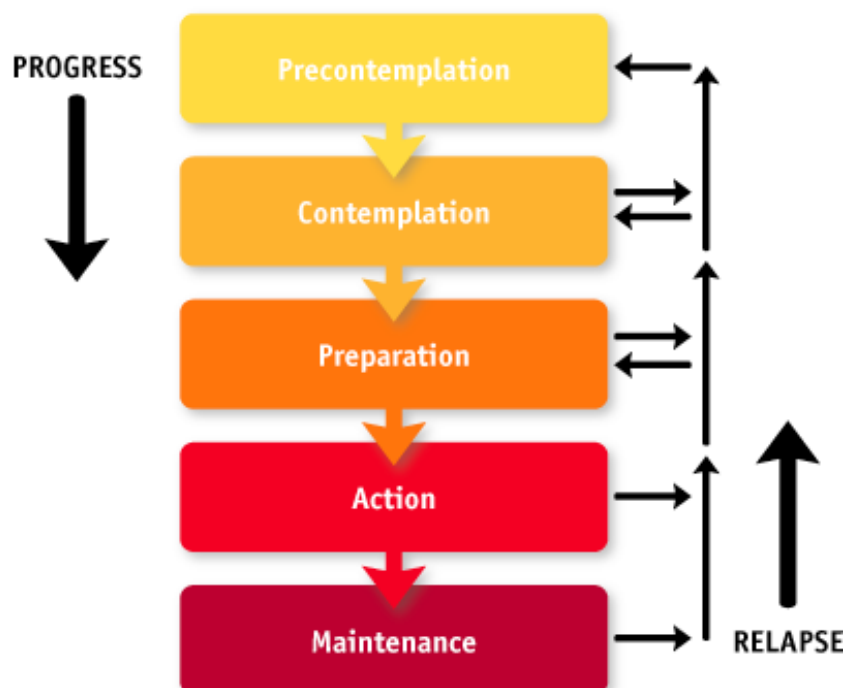 PROGRESS
Precontemplation
Contemplation
Preparation
Action
Maintenance
RELAPSE